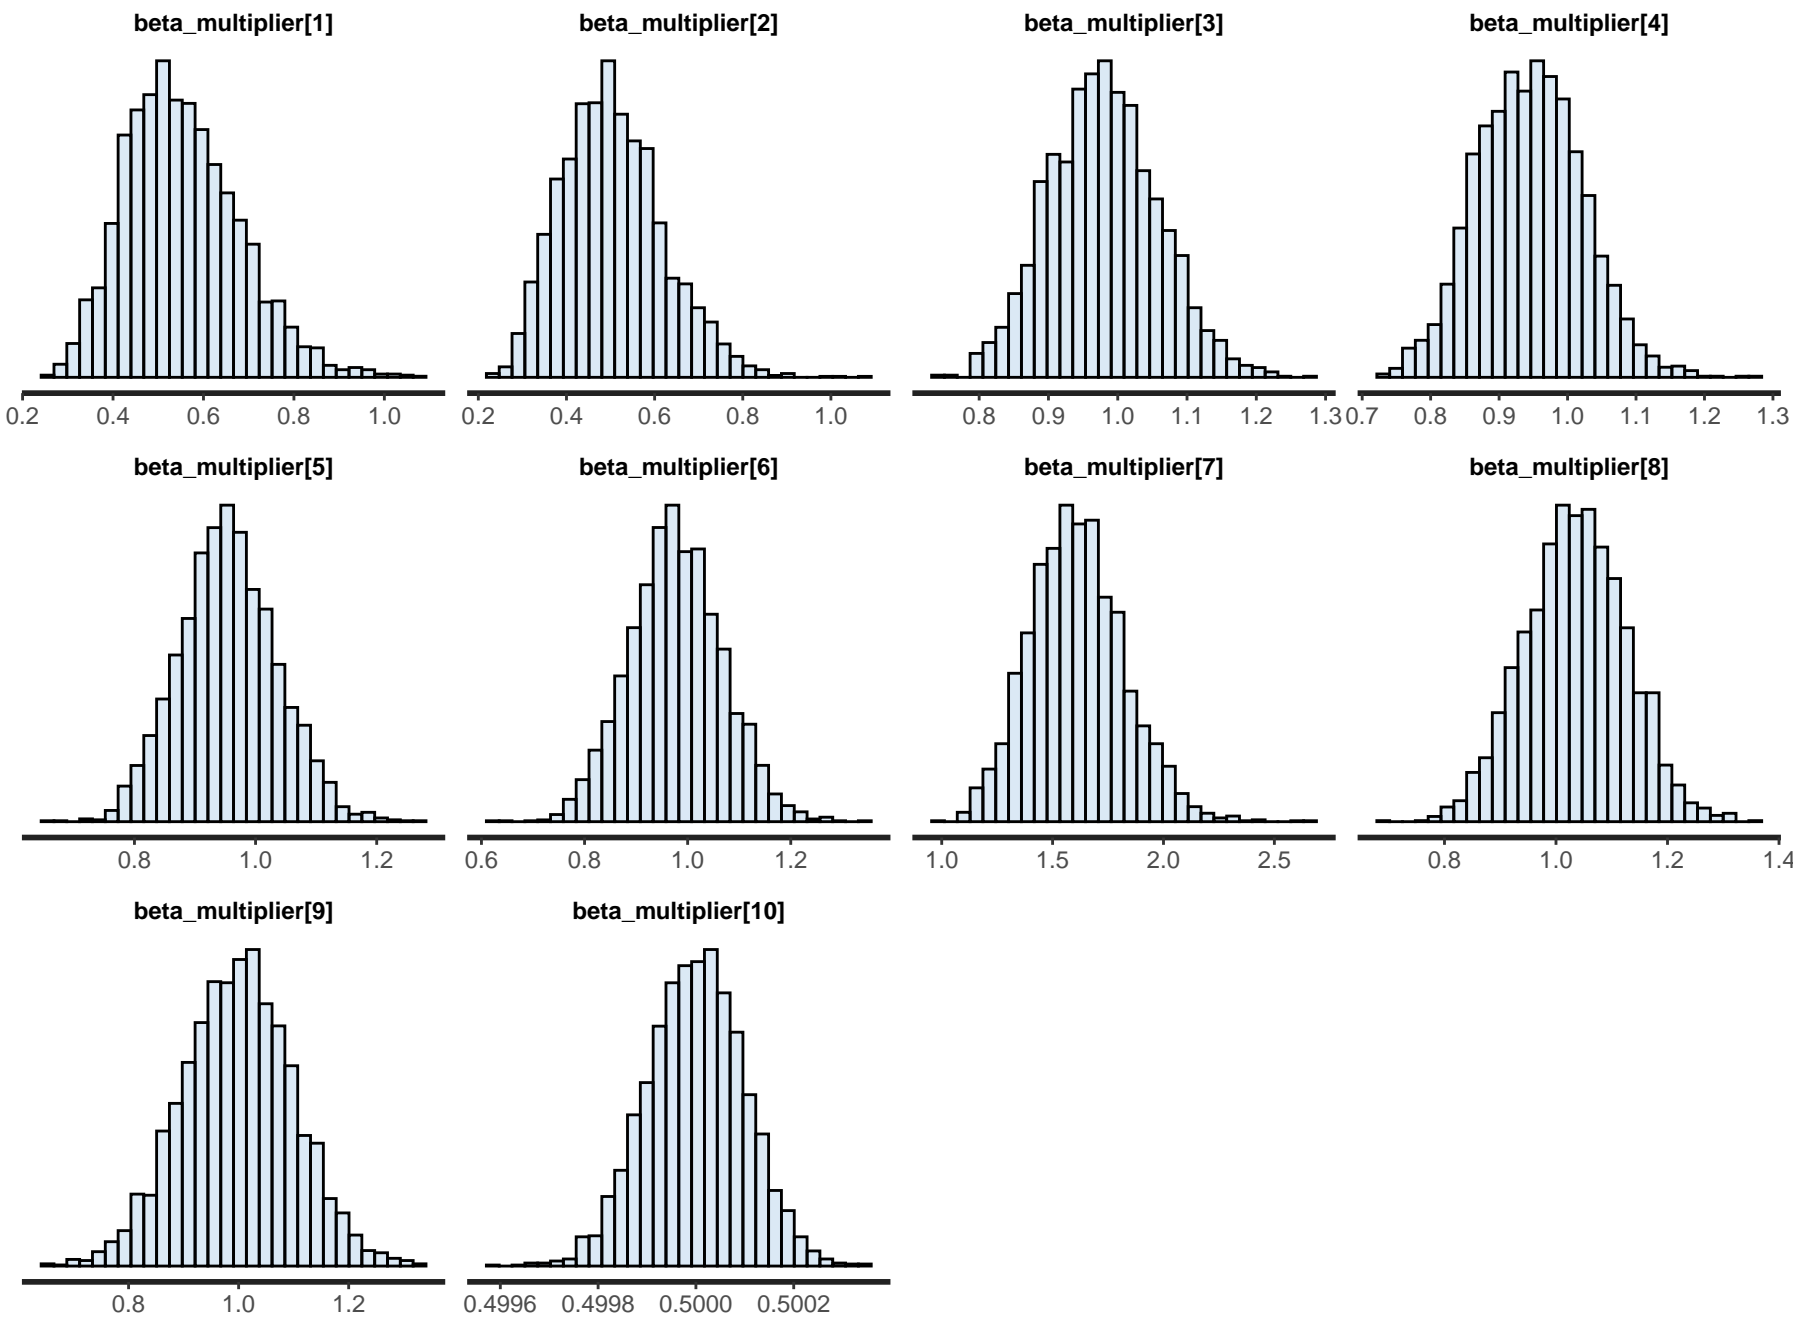 beta_multiplier[1] beta_multiplier[2] beta_multiplier[3] beta_multiplier[4]
0.2 0.4 0.6 0.8 1.0 0.2 0.4 0.6 0.8 1.0 0.8 0.9 1.0 1.1 1.2 1.3 0.7 0.8 0.9 1.0 1.1 1.2 1.3
beta_multiplier[5] beta_multiplier[6] beta_multiplier[7] beta_multiplier[8]
0.8 1.0 1.2 0.6 0.8 1.0 1.2 1.0 1.5 2.0 2.5 0.8 1.0 1.2 1.4
beta_multiplier[9] beta_multiplier[10]
0.8 1.0 1.2 0.4996 0.4998 0.5000 0.5002